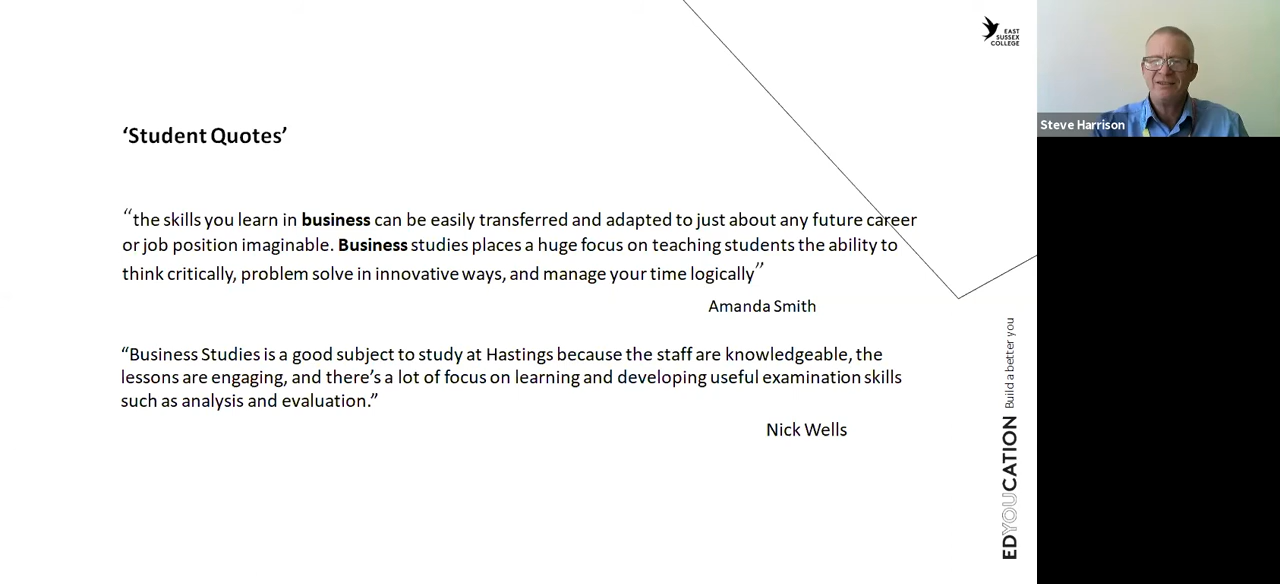 EAST
SUSSEX
COLLEGE
Steve Harrison
‘Student Quotes’
“the skills you learn in business can be easily transferred and adapted to just about any future career
or job position imaginable. Business studies places a huge focus on teaching students the ability to
think critically, problem solve in innovative ways, and manage your time logically”
Amanda Smith
“Business Studies is a good subject to study at Hastings because the staff are knowledgeable, the
lessons are engaging, and there’s a lot of focus on learning and developing useful examination skills
such as analysis and evaluation.”
Nick Wells
EDYOUCATION Build a better you